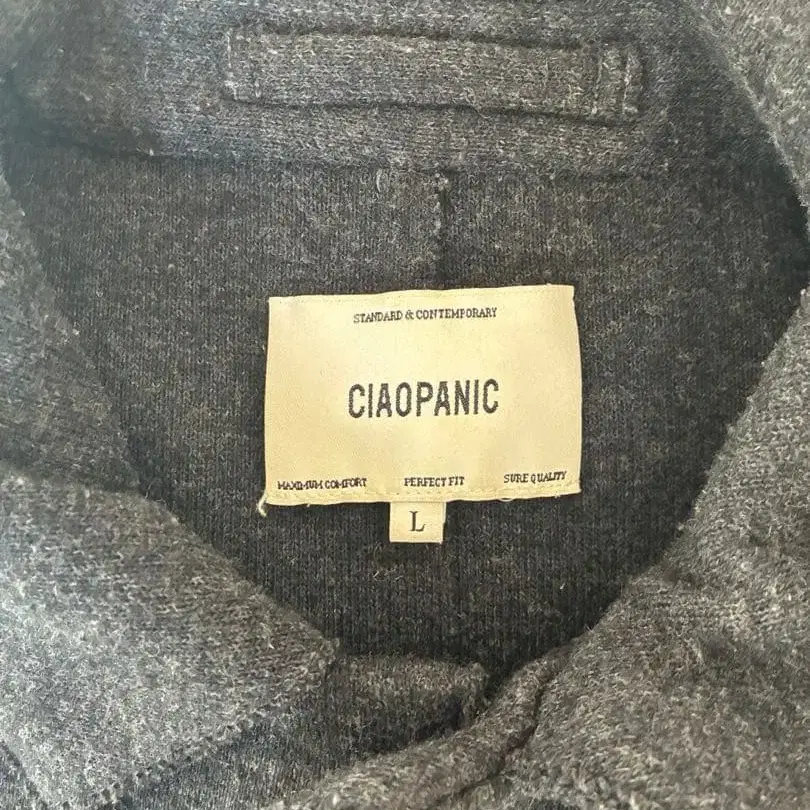 STANDARD & CONTEMPORARY
CIAOPANIC
MAXIMUM COMFORT PERFECT FIT SURE QUALITY
L